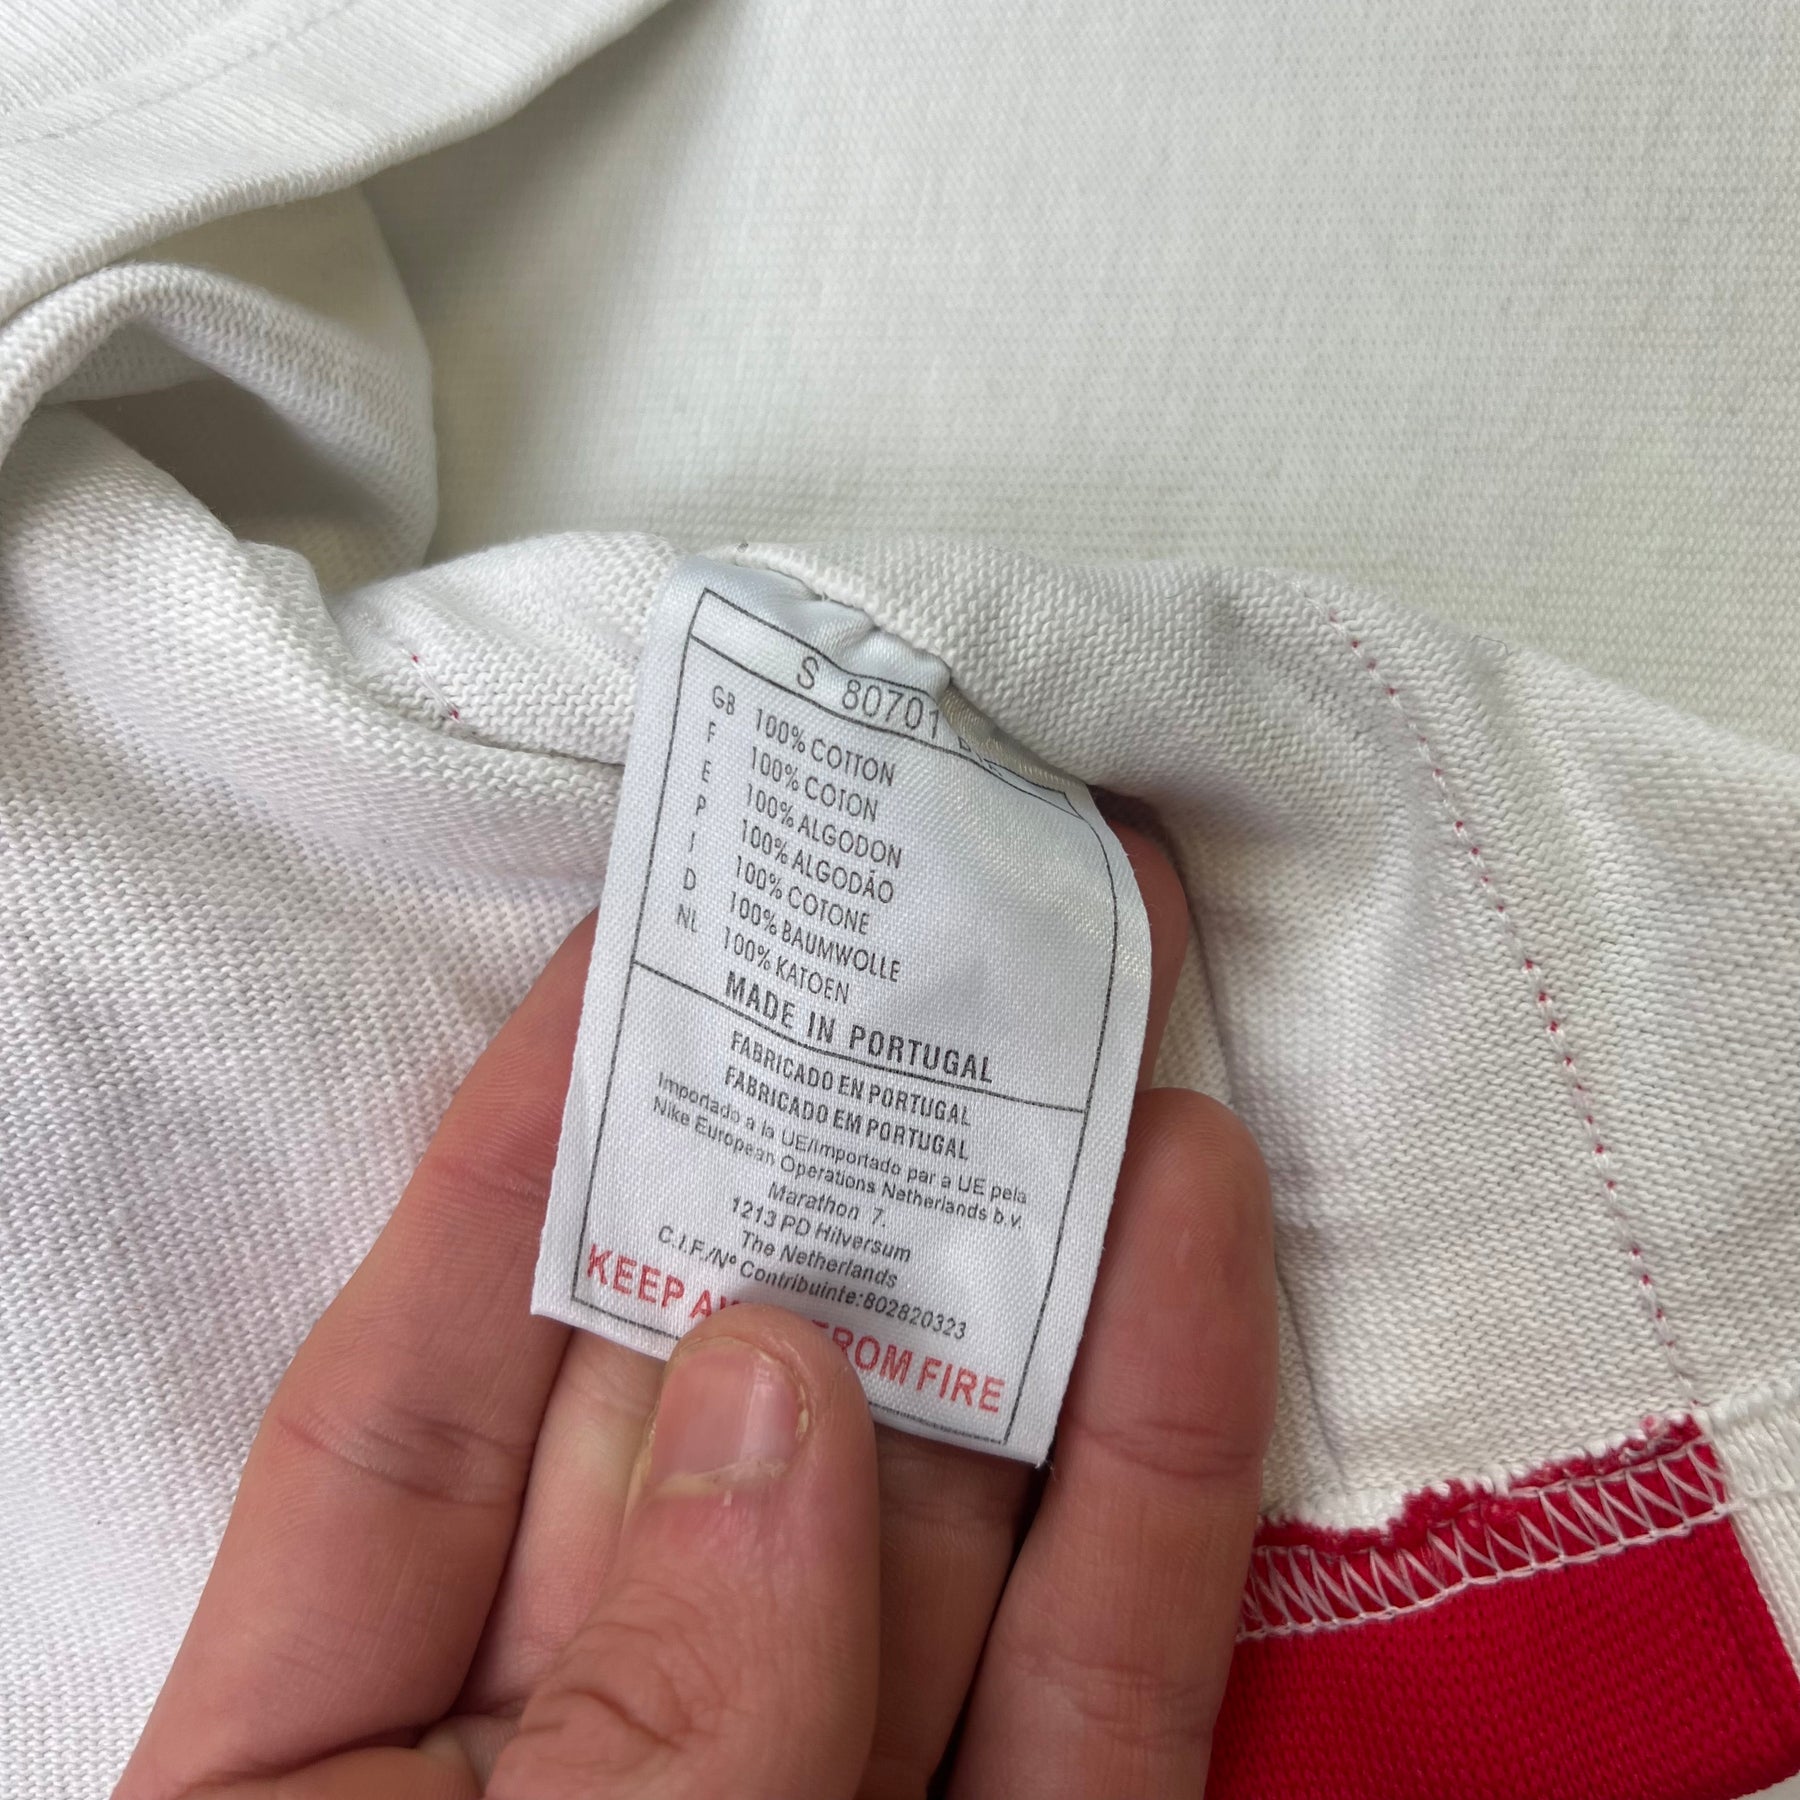 S 80701
GB 100% COTTON
F 100% COTON
E 100% ALGODON
P 100% ALGODÃO
I 100% COTONE
D 100% BAUMWOLLE
NL 100% KATOEN
MADE IN PORTUGAL
FABRICADO EN PORTUGAL
FABRICADO EM PORTUGAL
Importado a la UE/Importado par a UE pela
Nike European Operations Netherlands b.v.
Marathon 7.
1213 PD Hilversum
The Netherlands
C.I.F./Nº Contribuinte:802820323
KEEP FIRE